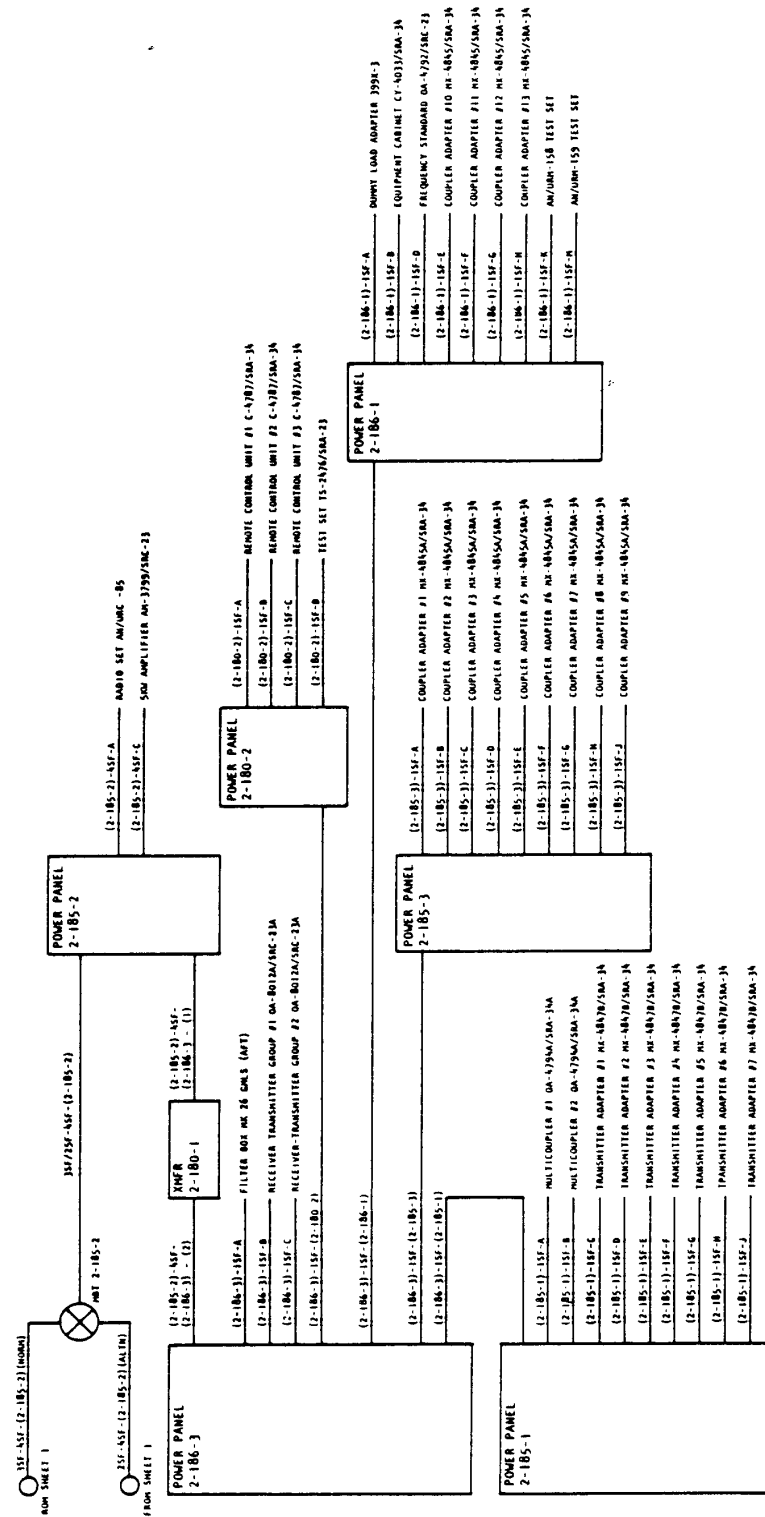 3SF-4SF-(2-185-2)(NORM)
ROM SHEET 1
2SF-4SF-(2-185-2)(ALTN)
FROM SHEET 1
MBT 2-185-2
3SF/2SF-4SF-(2-185-2)
POWER PANEL
2-185-2
(2-185-2)-4SF-A
RADIO SET AN/URC -85
(2-185-2)-4SF-C
5KW AMPLIFIER AM-3799/SRC-23
(2-185-2)-4SF-
(2-186-3 - (1)
XMFR
2-180-1
(2-185-2)-4SF-
(2-186-3) - (2)
POWER PANEL
2-186-3
(2-186-3)-1SF-A
FILTER BOX MK 26 GMLS (AFT)
(2-186-3)-1SF-B
RECEIVER TRANSMITTER GROUP #1 OA-8012A/SRC-23A
(2-186-3)-1SF-C
RECEIVER-TRANSMITTER GROUP #2 OA-8012A/SRC-23A
(2-186-3)-1SF-(2-180 2)
(2-186-3)-1SF-(2-186-1)
(2-186-3)-1SF-(2-185-3)
(2-186-3)-1SF-(2-185-1)
POWER PANEL
2-180-2
(2-180-2)-1SF-A
REMOTE CONTROL UNIT #1 C-4787/SRA-34
(2-180-2)-1SF-B
REMOTE CONTROL UNIT #2 C-4787/SRA-34
(2-180-2)-1SF-C
REMOTE CONTROL UNIT #3 C-4787/SRA-34
(2-180-2)-1SF-D
TEST SET TS-2476/SRA-23
POWER PANEL
2-186-1
(2-186-1)-1SF-A
DUMMY LOAD ADAPTER 399X-3
(2-186-1)-1SF-B
EQUIPMENT CABINET CY-4033/SRA-34
(2-186-1)-1SF-D
FREQUENCY STANDARD OA-4792/SRC-23
(2-186-1)-1SF-E
COUPLER ADAPTER #10 MX-4845/SRA-34
(2-186-1)-1SF-F
COUPLER ADAPTER #11 MX-4845/SRA-34
(2-186-1)-1SF-G
COUPLER ADAPTER #12 MX-4845/SRA-34
(2-186-1)-1SF-H
COUPLER ADAPTER #13 MX-4845/SRA-34
(2-186-1)-1SF-K
AN/URM-158 TEST SET
(2-186-1)-1SF-M
AN/URM-159 TEST SET
POWER PANEL
2-185-3
(2-185-3)-1SF-A
COUPLER ADAPTER #1 MX-4845A/SRA-34
(2-185-3)-1SF-B
COUPLER ADAPTER #2 MX-4845A/SRA-34
(2-185-3)-1SF-C
COUPLER ADAPTER #3 MX-4845A/SRA-34
(2-185-3)-1SF-D
COUPLER ADAPTER #4 MX-4845A/SRA-34
(2-185-3)-1SF-E
COUPLER ADAPTER #5 MX-4845A/SRA-34
(2-185-3)-1SF-F
COUPLER ADAPTER #6 MX-4845A/SRA-34
(2-185-3)-1SF-G
COUPLER ADAPTER #7 MX-4845A/SRA-34
(2-185-3)-1SF-H
COUPLER ADAPTER #8 MX-4845A/SRA-34
(2-185-3)-1SF-J
COUPLER ADAPTER #9 MX-4845A/SRA-34
POWER PANEL
2-185-1
(2-185-1)-1SF-A
MULTICOUPLER #1 OA-4794A/SRA-34A
(2-185-1)-1SF-B
MULTICOUPLER #2 OA-4794A/SRA-34A
(2-185-1)-1SF-C
TRANSMITTER ADAPTER #1 MX-4847B/SRA-34
(2-185-1)-1SF-D
TRANSMITTER ADAPTER #2 MX-4847B/SRA-34
(2-185-1)-1SF-E
TRANSMITTER ADAPTER #3 MX-4847B/SRA-34
(2-185-1)-1SF-F
TRANSMITTER ADAPTER #4 MX-4847B/SRA-34
(2-185-1)-1SF-G
TRANSMITTER ADAPTER #5 MX-4847B/SRA-34
(2-185-1)-1SF-H
TRANSMITTER ADAPTER #6 MX-4847B/SRA-34
(2-185-1)-1SF-J
TRANSMITTER ADAPTER #7 MX-4847B/SRA-34